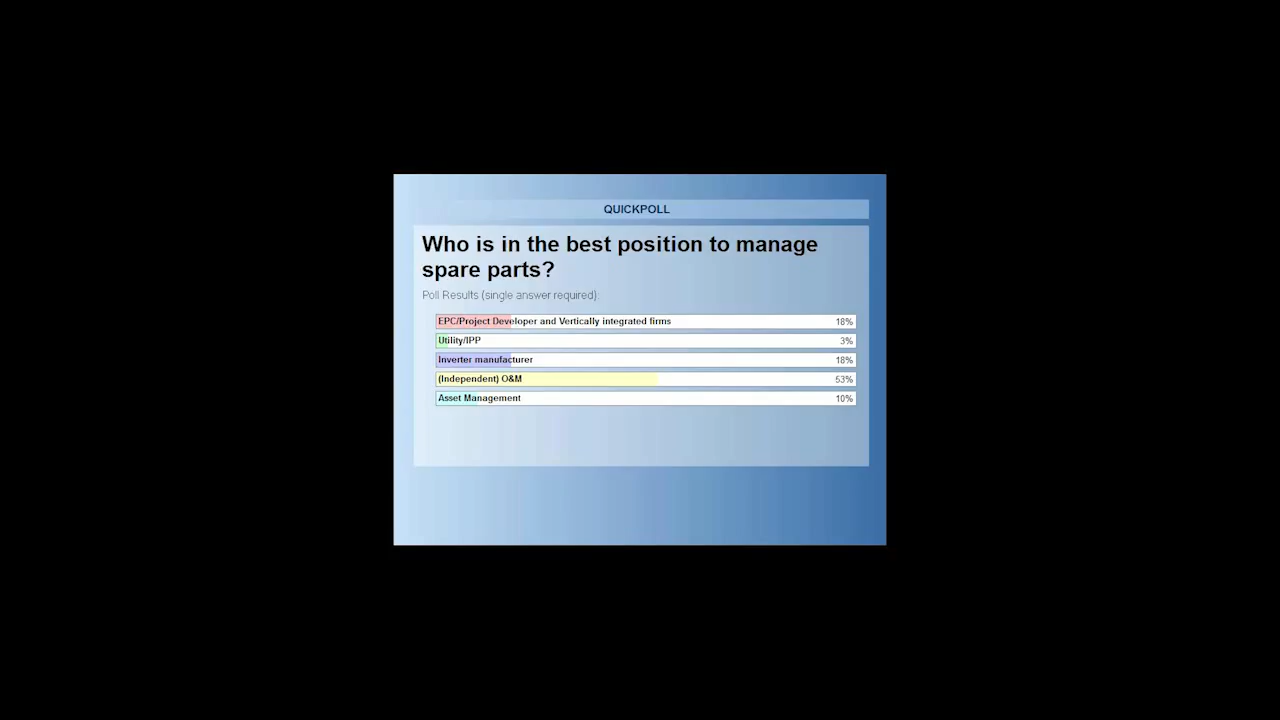 QUICKPOLL
Who is in the best position to manage
spare parts?
Poll Results (single answer required):
EPC/Project Developer and Vertically integrated firms 18%
Utility/IPP 3%
Inverter manufacturer 18%
(Independent) O&M 53%
Asset Management 10%